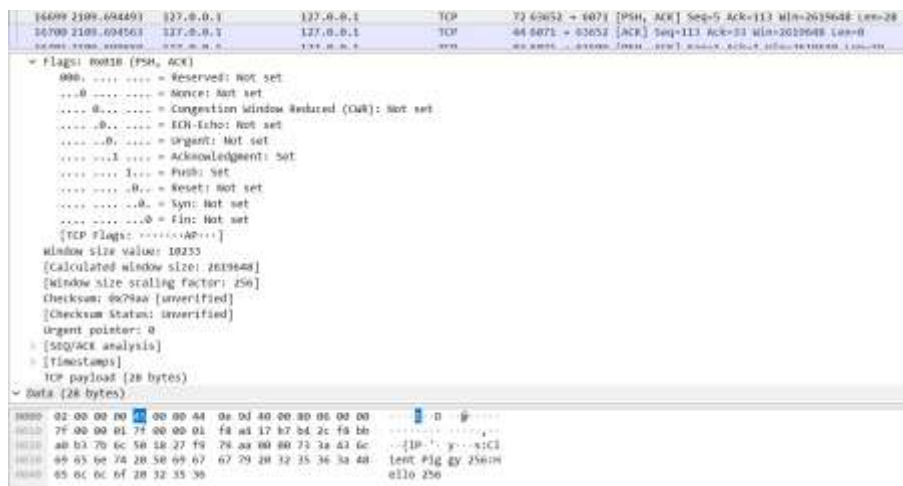 16699 2109.694493 127.0.0.1 127.0.0.1 TCP 72 63652 → 6071 [PSH, ACK] Seq=5 Ack=113 Win=2619648 Len=28
16700 2109.694563 127.0.0.1 127.0.0.1 TCP 44 6071 → 63652 [ACK] Seq=113 Ack=33 Win=2619648 Len=0
Flags: 0x018 (PSH, ACK)
000. .... .... = Reserved: Not set
...0 .... .... = Nonce: Not set
.... 0... .... = Congestion Window Reduced (CWR): Not set
.... .0.. .... = ECN-Echo: Not set
.... ..0. .... = Urgent: Not set
.... ...1 .... = Acknowledgment: Set
.... .... 1... = Push: Set
.... .... .0.. = Reset: Not set
.... .... ..0. = Syn: Not set
.... .... ...0 = Fin: Not set
[TCP Flags: ·······AP···]
Window size value: 10233
[Calculated window size: 2619648]
[Window size scaling factor: 256]
Checksum: 0x79aa [unverified]
[Checksum Status: Unverified]
Urgent pointer: 0
[SEQ/ACK analysis]
[Timestamps]
TCP payload (28 bytes)
Data (28 bytes)
0000 02 00 00 00 45 00 00 44 0a 9d 40 00 80 06 00 00 ····E··D ··@·····
0010 7f 00 00 01 7f 00 00 01 f8 a4 17 b7 b4 2c f8 bb ········ ·····,··
0020 a0 b3 7b 6c 50 18 27 f9 79 aa 00 00 73 3a 43 6c ··{lP·'· y···s:Cl
0030 69 65 6e 74 20 50 69 67 67 79 20 32 35 36 3a 48 ient Pig gy 256:H
0040 65 6c 6c 6f 20 32 35 36 ello 256